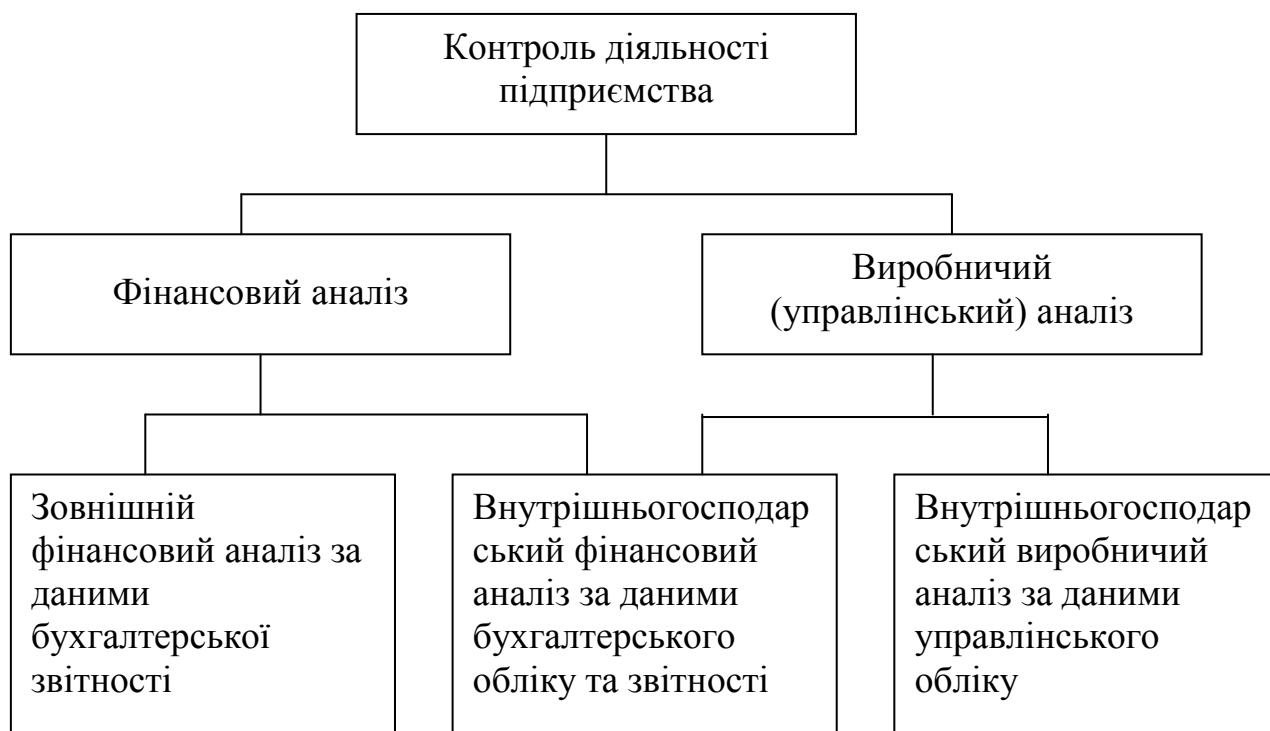 Контроль діяльності
підприємства
Фінансовий аналіз
Виробничий
(управлінський) аналіз
Зовнішній
фінансовий аналіз за
даними
бухгалтерської
звітності
Внутрішньогосподар
ський фінансовий
аналіз за даними
бухгалтерського
обліку та звітності
Внутрішньогосподар
ський виробничий
аналіз за даними
управлінського
обліку